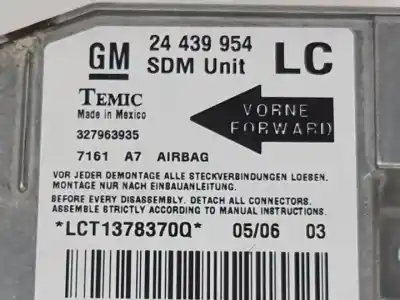 GM 24 439 954 LC
SDM Unit
TEMIC
Made in Mexico
VORNE
FORWARD
327963935
7161 A7 AIRBAG
VOR JEDER DEMONTAGE ALLE STECKVERBINDUNGEN LOEBEN.
MONTAGE NUR NACH EINBAUANLEITUNG.
BEFORE EVERY DISASSEMBLY. DETACH ALL CONNECTORS.
ASSEMBLE STRICTLY ACCORDING TO MANUAL INSTRUCTIONS.
*LCT1378370Q* 05/06 03